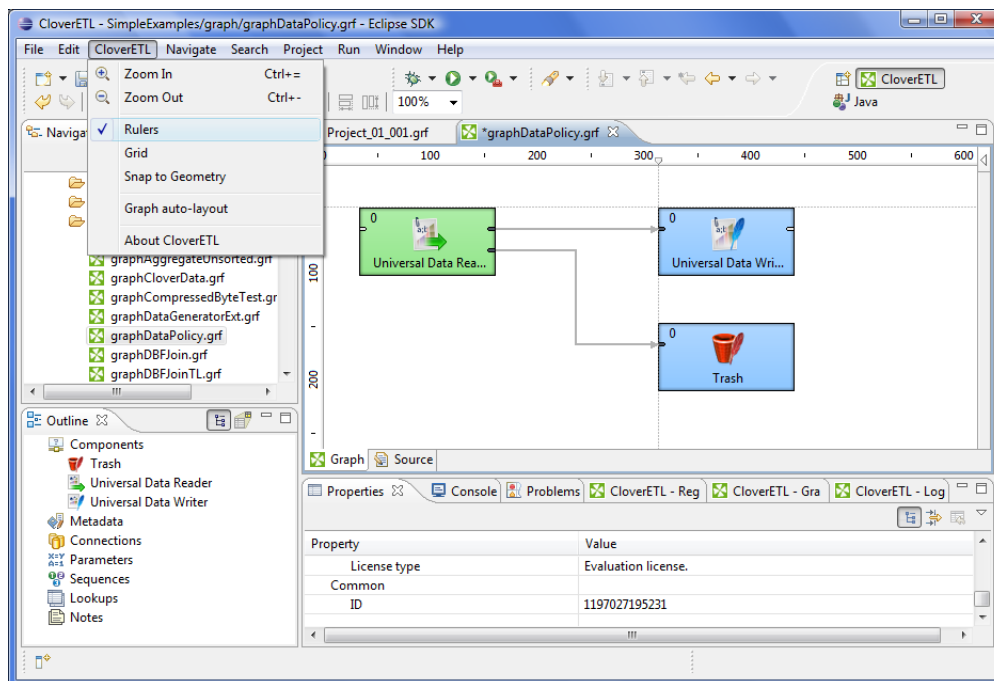 CloverETL - SimpleExamples/graph/graphDataPolicy.grf - Eclipse SDK
File Edit CloverETL Navigate Search Project Run Window Help
Zoom In Ctrl+=
Zoom Out Ctrl+-
Rulers
Grid
Snap to Geometry
Graph auto-layout
About CloverETL
100%
CloverETL
Java
Navigat
Project_01_001.grf
*graphDataPolicy.grf
100 200 300 400 500 600
100
200
0
Universal Data Rea...
0
Universal Data Wri...
0
Trash
graphAggregateUnsorted.grf
graphCloverData.grf
graphCompressedByteTest.gr
graphDataGeneratorExt.grf
graphDataPolicy.grf
graphDBFJoin.grf
graphDBFJoinTL.grf
Graph Source
Outline
Components
Trash
Universal Data Reader
Universal Data Writer
Metadata
Connections
Parameters
Sequences
Lookups
Notes
Properties Console Problems CloverETL - Reg CloverETL - Gra CloverETL - Log
Property Value
License type Evaluation license.
Common
ID 1197027195231